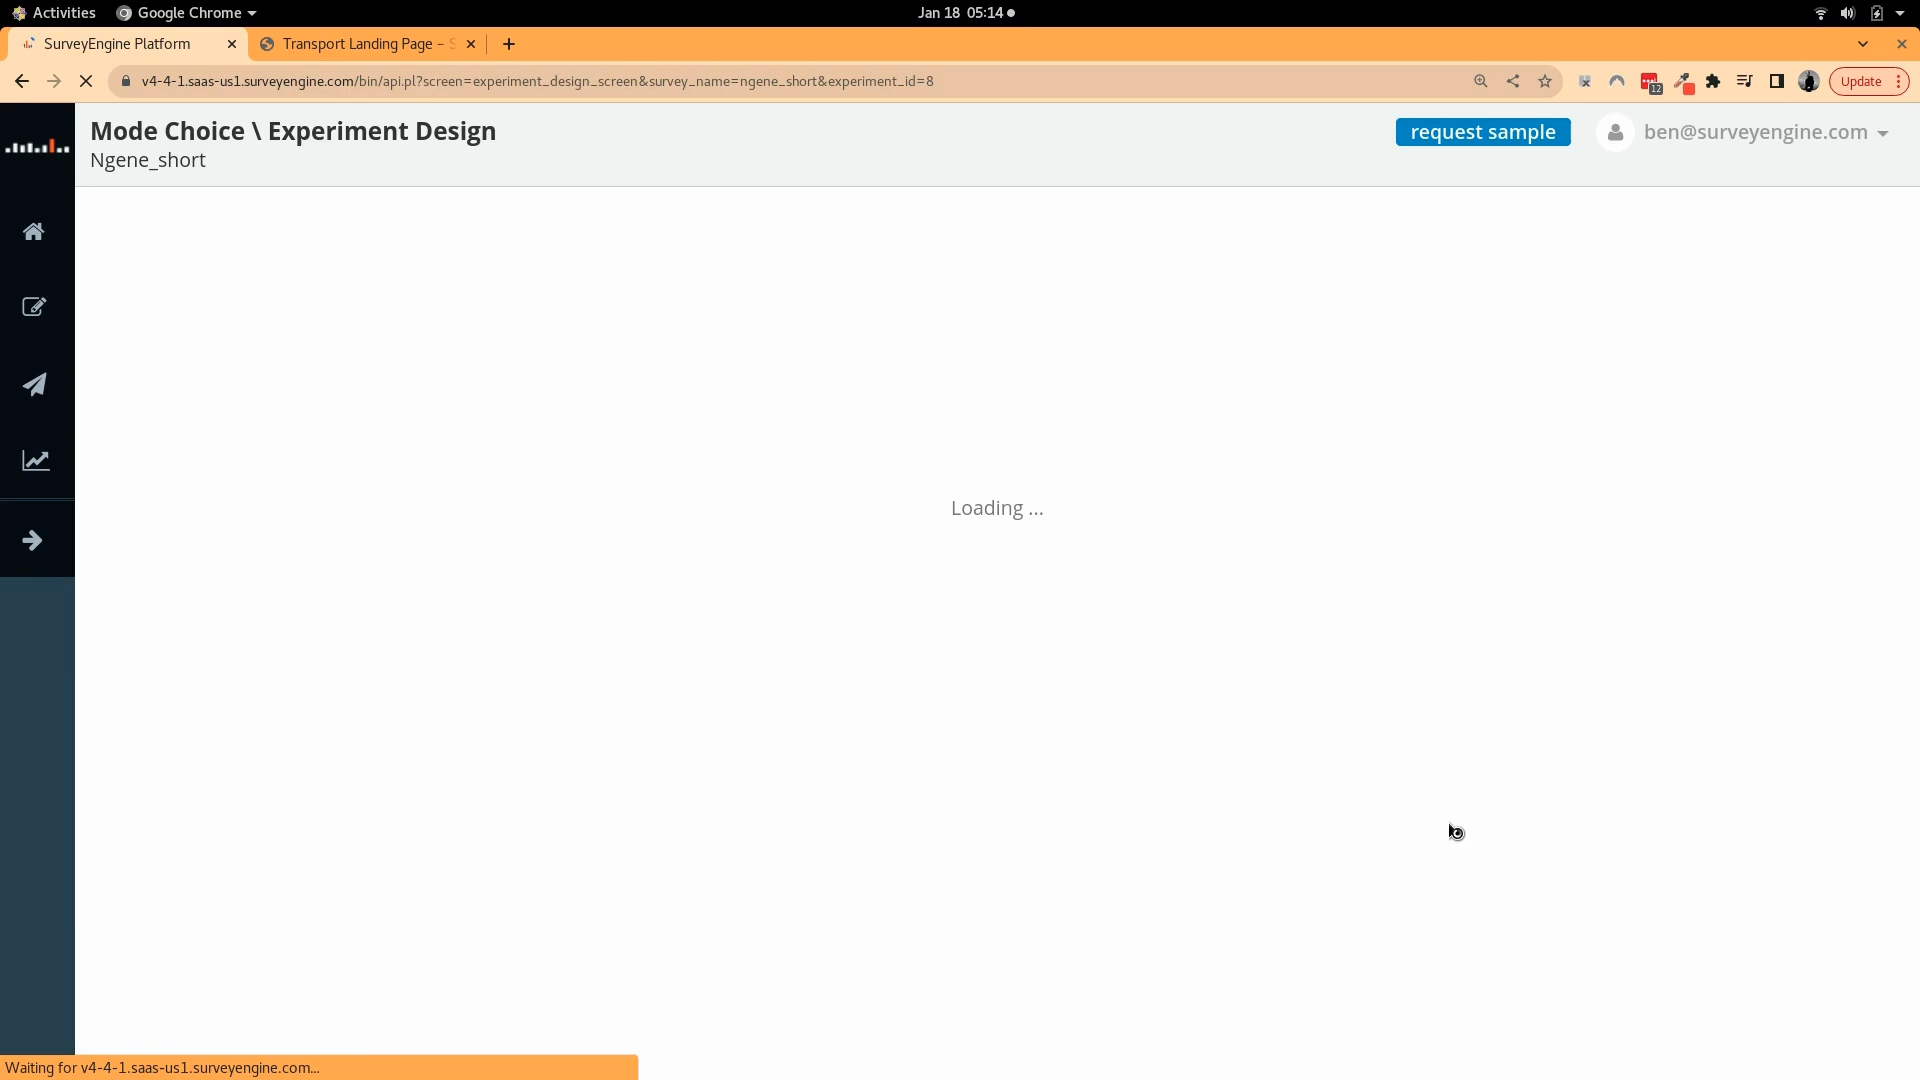 Activities Google Chrome Jan 18 05:14
SurveyEngine Platform Transport Landing Page – S
v4-4-1.saas-us1.surveyengine.com/bin/api.pl?screen=experiment_design_screen&survey_name=ngene_short&experiment_id=8 12 Update
Mode Choice \ Experiment Design request sample ben@surveyengine.com
Ngene_short
Loading ...
Waiting for v4-4-1.saas-us1.surveyengine.com...